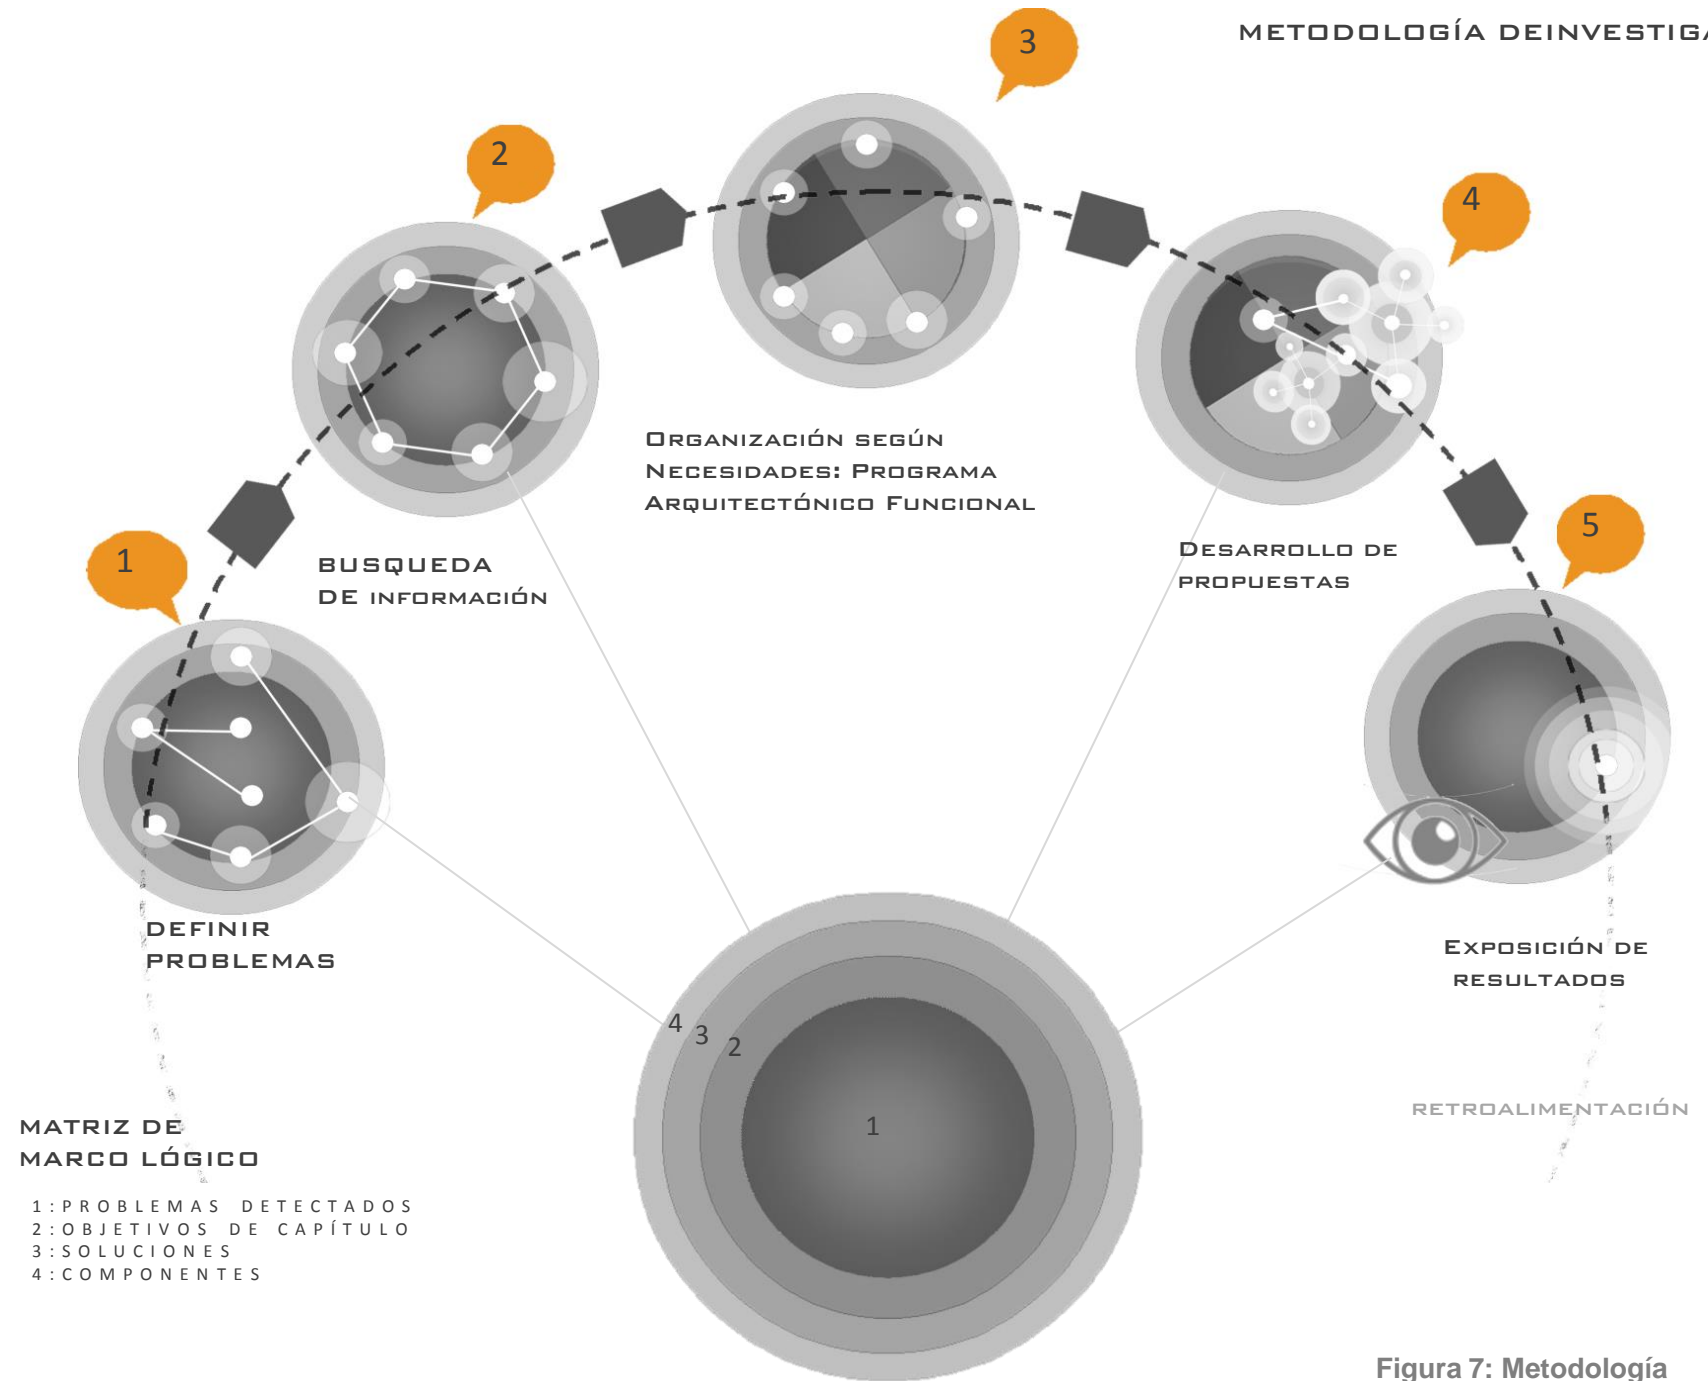 METODOLOGÍA DEINVESTIGA
3
2
4
ORGANIZACIÓN SEGÚN
NECESIDADES: PROGRAMA
ARQUITECTÓNICO FUNCIONAL
5
1
BUSQUEDA
DE INFORMACIÓN
DESARROLLO DE
PROPUESTAS
DEFINIR
PROBLEMAS
EXPOSICIÓN DE
RESULTADOS
4
3
2
1
RETROALIMENTACIÓN
MATRIZ DE
MARCO LÓGICO
1:PROBLEMAS DETECTADOS
2:OBJETIVOS DE CAPÍTULO
3:SOLUCIONES
4:COMPONENTES
Figura 7: Metodología